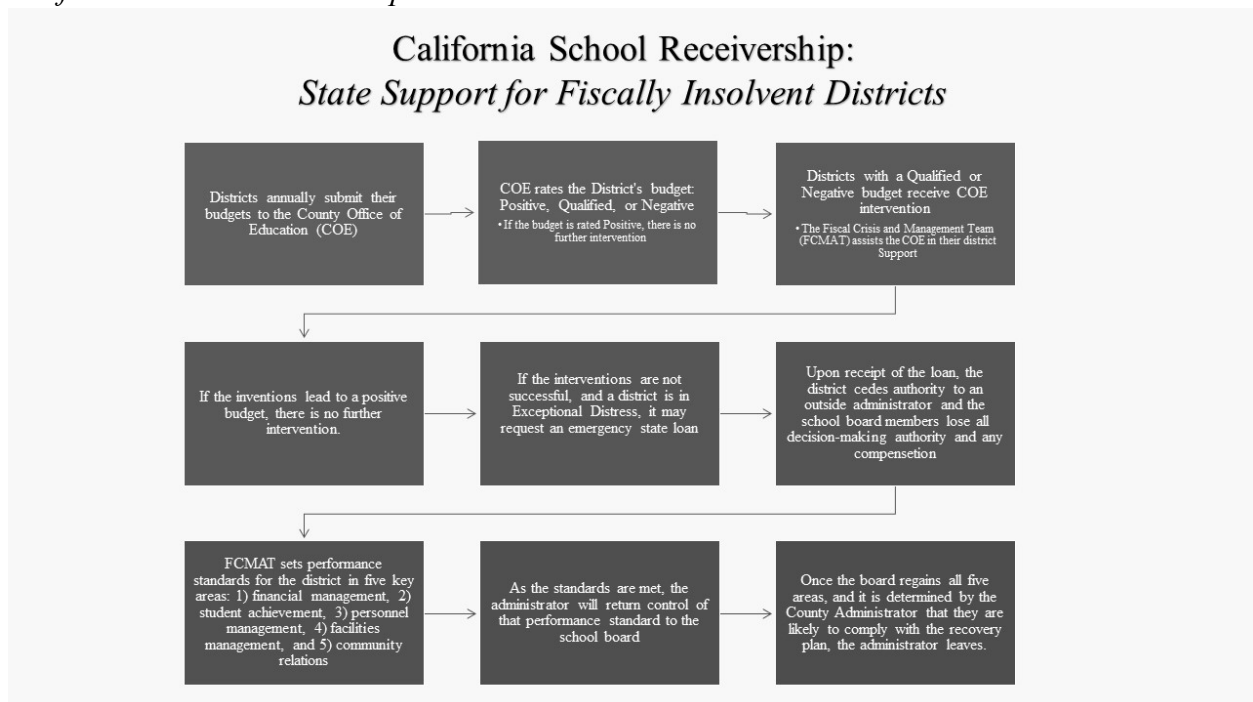 California School Receivership:
State Support for Fiscally Insolvent Districts
Districts annually submit their
budgets to the County Office of
Education (COE)
COE rates the District's budget:
Positive, Qualified, or Negative
• If the budget is rated Positive, there is no
further intervention
Districts with a Qualified or
Negative budget receive COE
intervention
• The Fiscal Crisis and Management Team
(FCMAT) assists the COE in their district
Support
If the inventions lead to a positive
budget, there is no further
intervention.
If the interventions are not
successful, and a district is in
Exceptional Distress, it may
request an emergency state loan
Upon receipt of the loan, the
district cedes authority to an
outside administrator and the
school board members lose all
decision-making authority and any
compensetion
FCMAT sets performance
standards for the district in five key
areas: 1) financial management, 2)
student achievement, 3) personnel
management, 4) facilities
management, and 5) community
relations
As the standards are met, the
administrator will return control of
that performance standard to the
school board
Once the board regains all five
areas, and it is determined by the
County Administrator that they are
likely to comply with the recovery
plan, the administrator leaves.